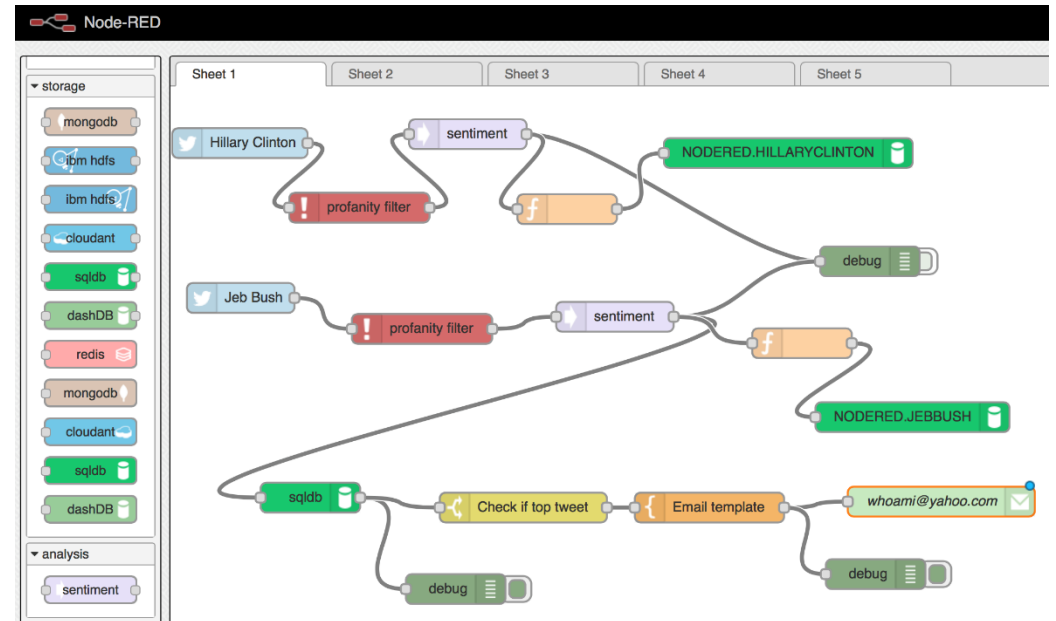 Node-RED
Sheet 1
Sheet 2
Sheet 3
Sheet 4
Sheet 5
storage
mongodb
ibm hdfs
ibm hdfs
cloudant
sqldb
dashDB
redis
mongodb
cloudant
sqldb
dashDB
analysis
sentiment
Hillary Clinton
profanity filter
sentiment
f
NODERED.HILLARYCLINTON
debug
Jeb Bush
profanity filter
sentiment
f
NODERED.JEBBUSH
sqldb
Check if top tweet
Email template
whoami@yahoo.com
debug
debug